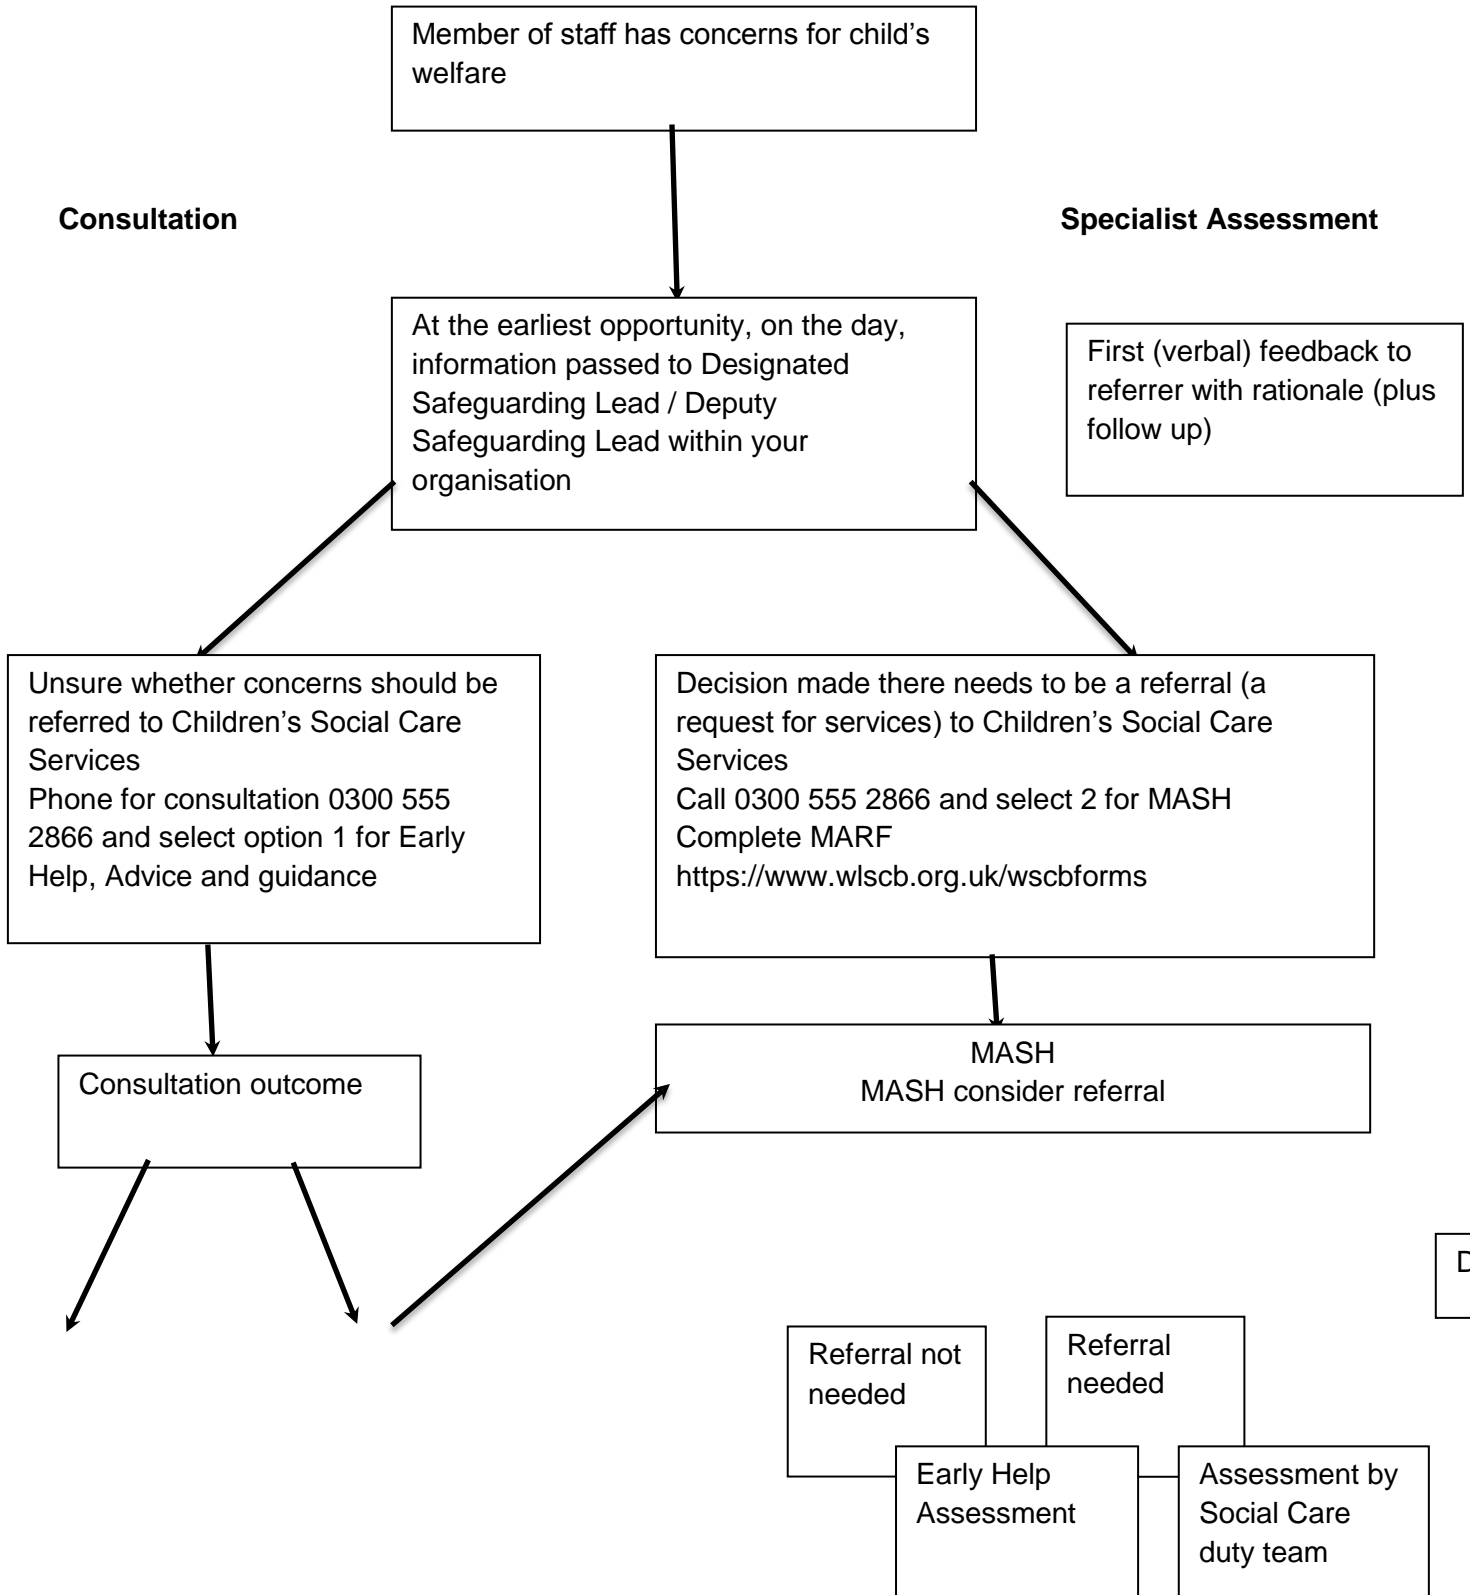 Member of staff has concerns for child’s
welfare
Consultation
Specialist Assessment
At the earliest opportunity, on the day,
information passed to Designated
Safeguarding Lead / Deputy
Safeguarding Lead within your
organisation
First (verbal) feedback to
referrer with rationale (plus
follow up)
Unsure whether concerns should be
referred to Children’s Social Care
Services
Phone for consultation 0300 555
2866 and select option 1 for Early
Help, Advice and guidance
Decision made there needs to be a referral (a
request for services) to Children’s Social Care
Services
Call 0300 555 2866 and select 2 for MASH
Complete MARF
https://www.wlscb.org.uk/wscbforms
Consultation outcome
MASH
MASH consider referral
D
Referral not
needed
Referral
needed
Early Help
Assessment
Assessment by
Social Care
duty team